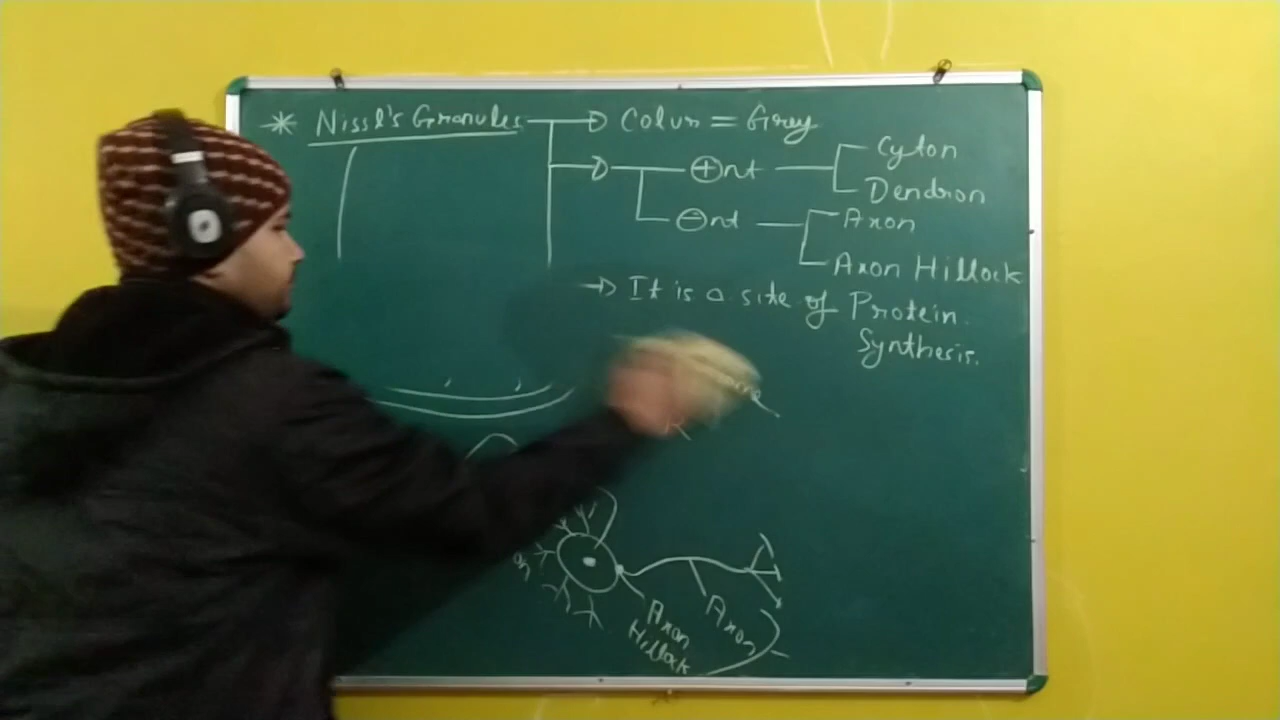 * Nissl's Granules → Colur = Grey
→ ⊕nt Cyton
Dendron
⊖nt Axon
Axon Hillock
→ It is a site of Protein
Synthesis.
Axon
Hillock
Axon